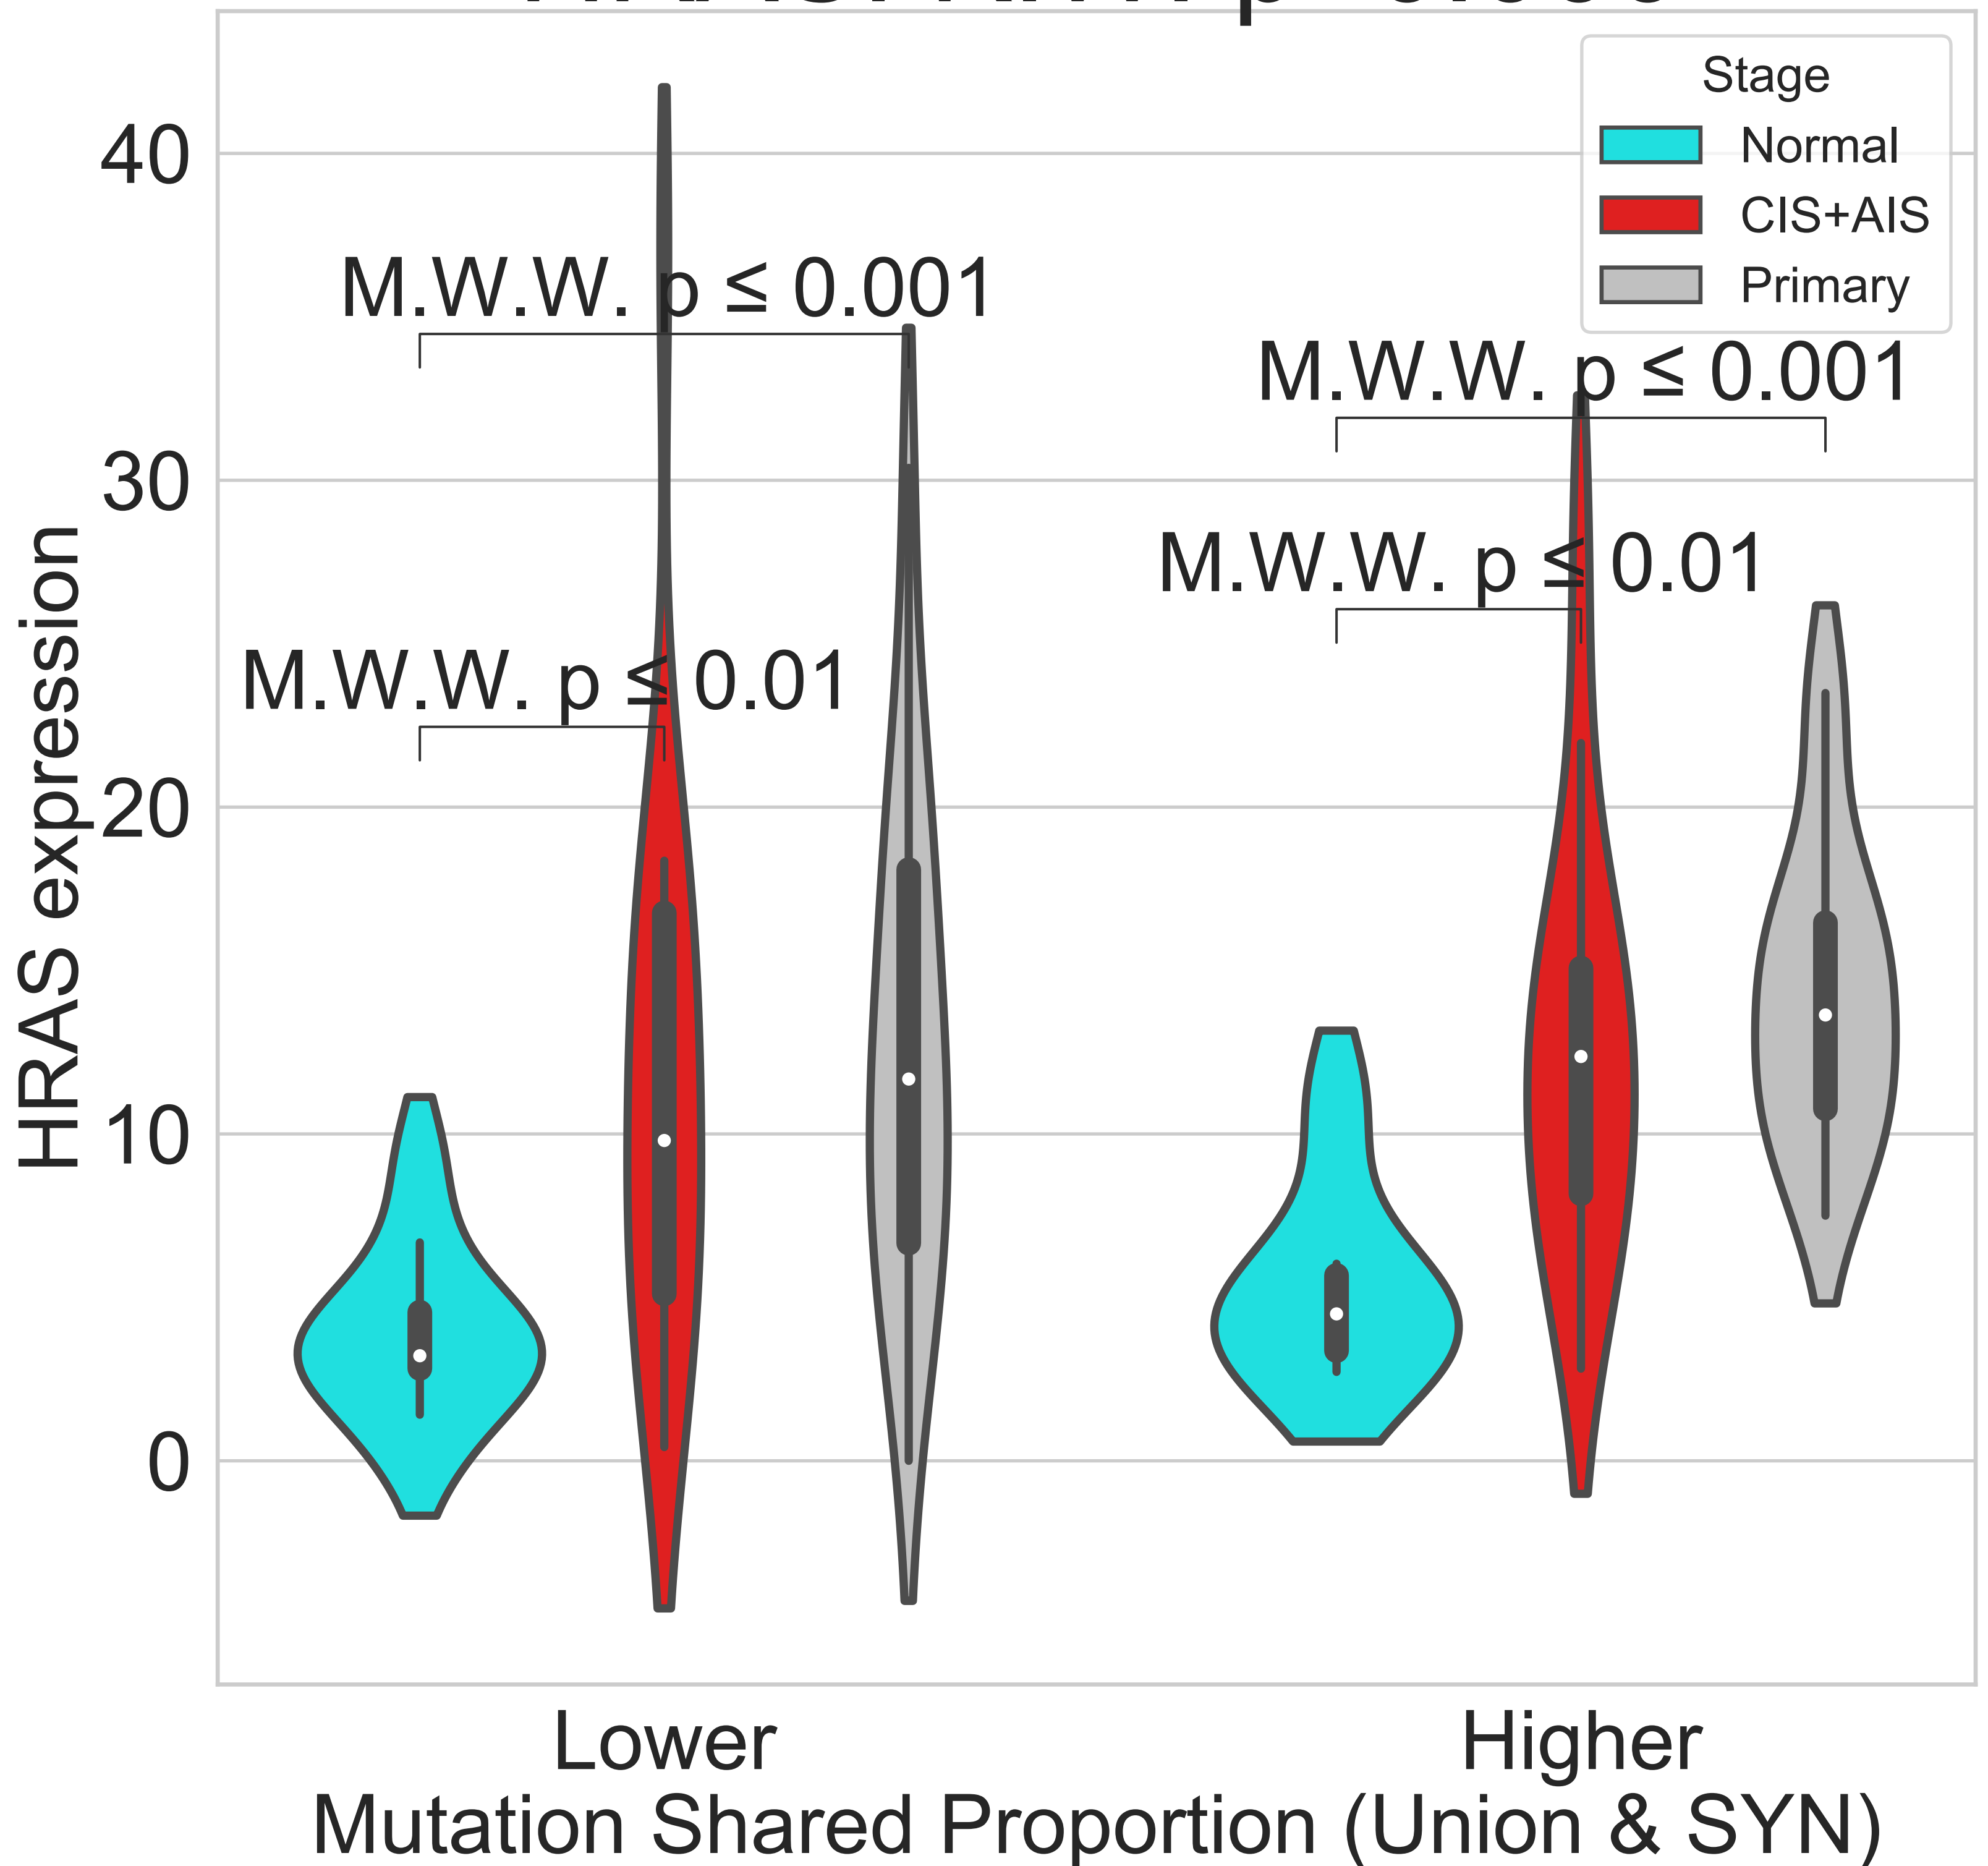 Stage
Normal
CIS+AIS
Primary
40
30
20
10
0
HRAS expression
M.W.W. p ≤ 0.001
M.W.W. p ≤ 0.01
M.W.W. p ≤ 0.001
M.W.W. p ≤ 0.01
Lower
Higher
Mutation Shared Proportion (Union & SYN)